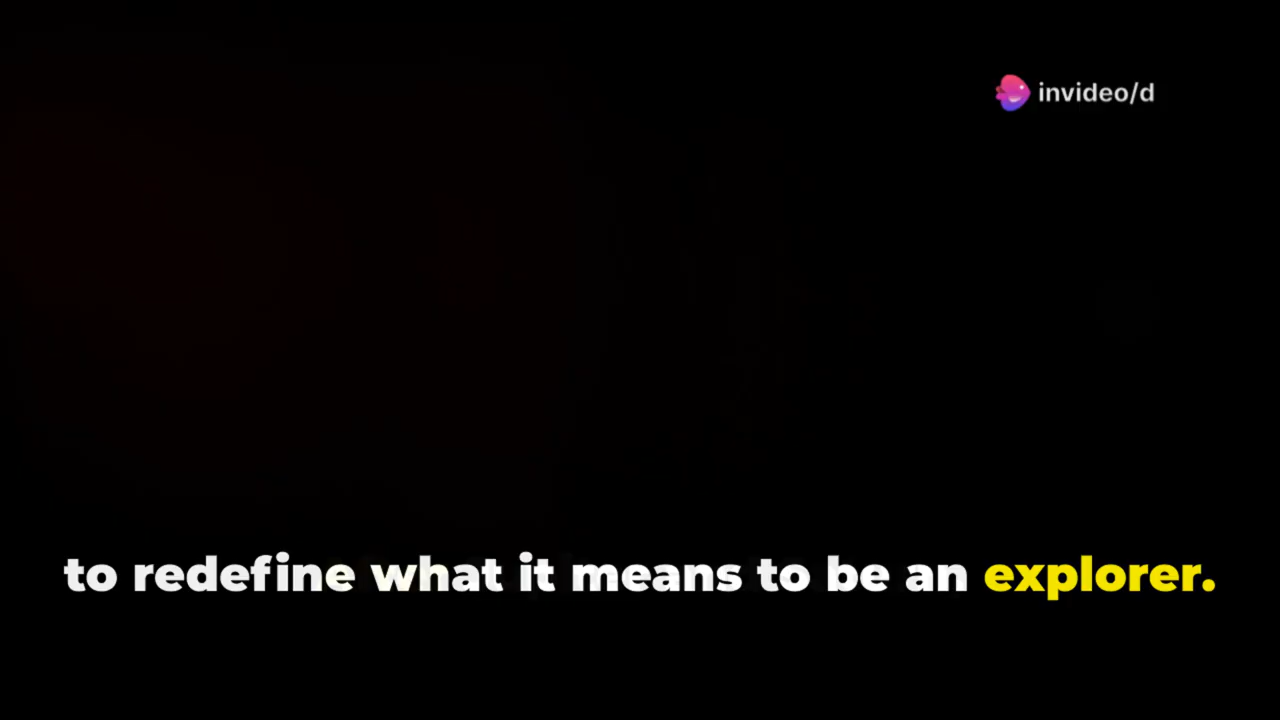 invideo/d
to redefine what it means to be an explorer.